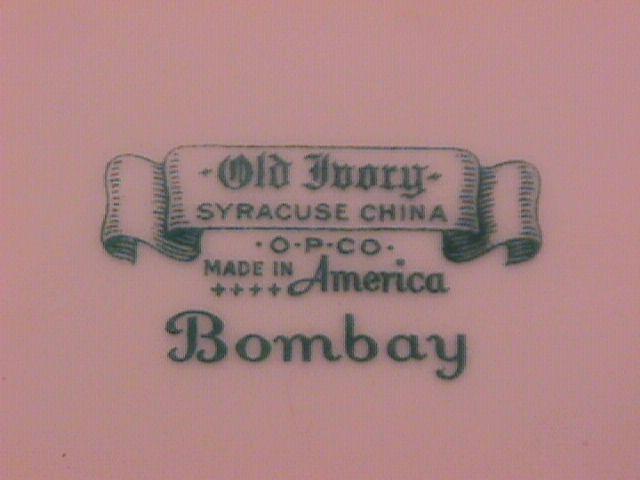 ·Old Ivory·
SYRACUSE CHINA
·O·P·CO·
MADE IN America
++++
Bombay